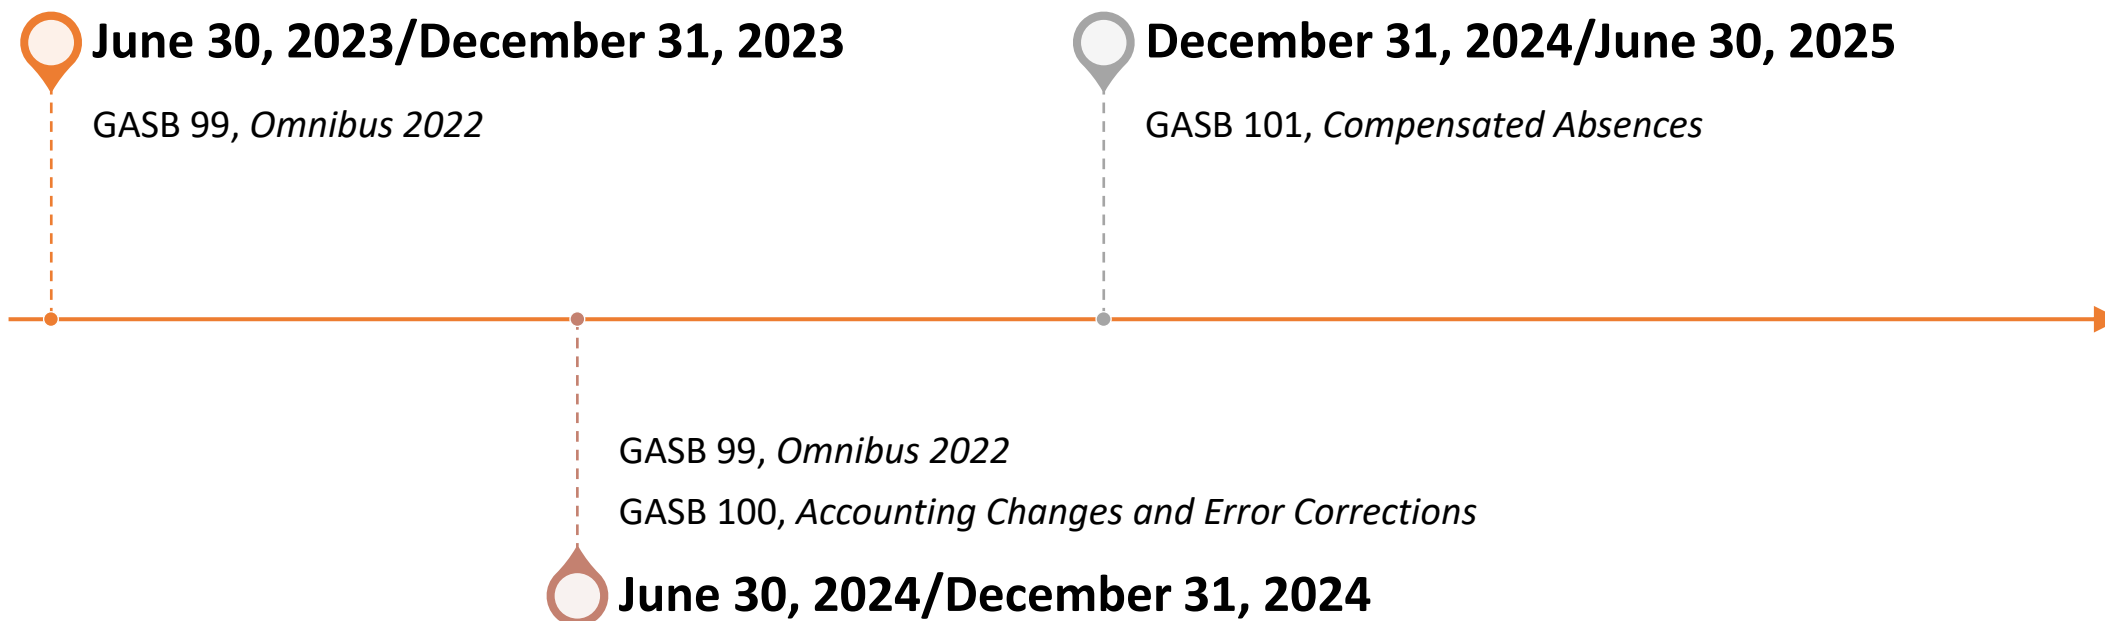 June 30, 2023/December 31, 2023
GASB 99, Omnibus 2022
December 31, 2024/June 30, 2025
GASB 101, Compensated Absences
GASB 99, Omnibus 2022
GASB 100, Accounting Changes and Error Corrections
June 30, 2024/December 31, 2024